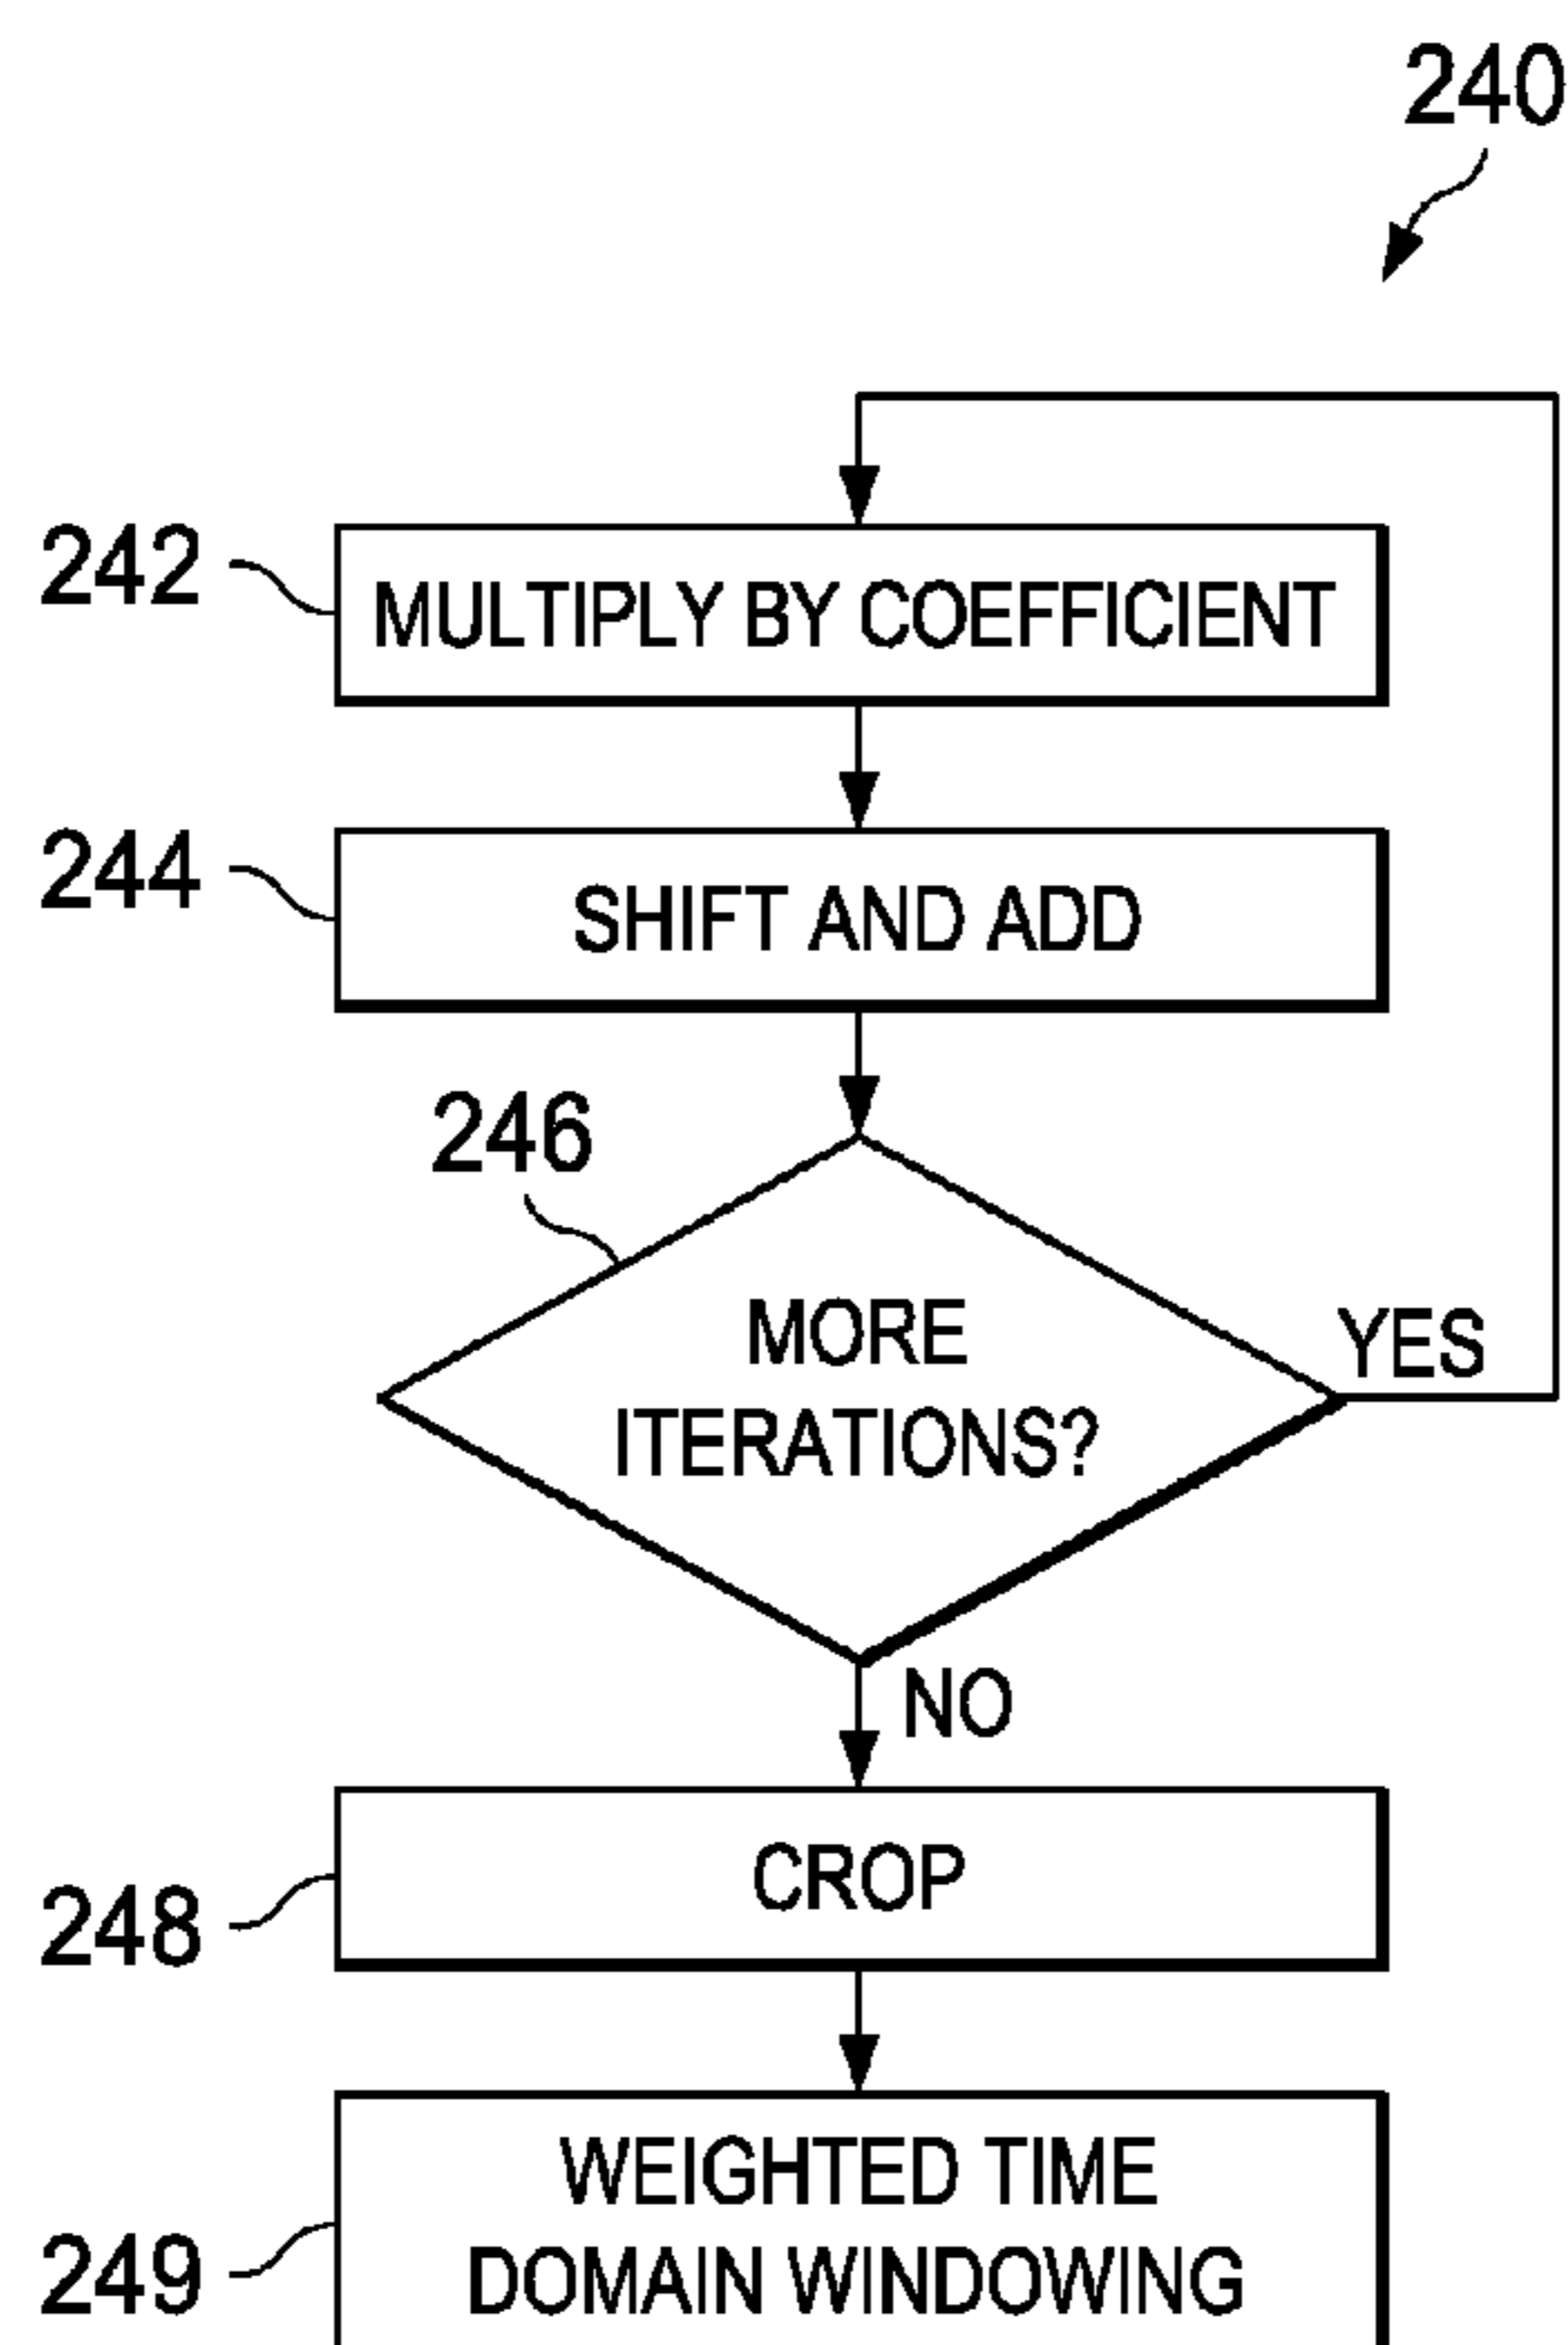 240
242
MULTIPLY BY COEFFICIENT
244
SHIFT AND ADD
246
MORE
ITERATIONS?
YES
NO
248
CROP
249
WEIGHTED TIME
DOMAIN WINDOWING